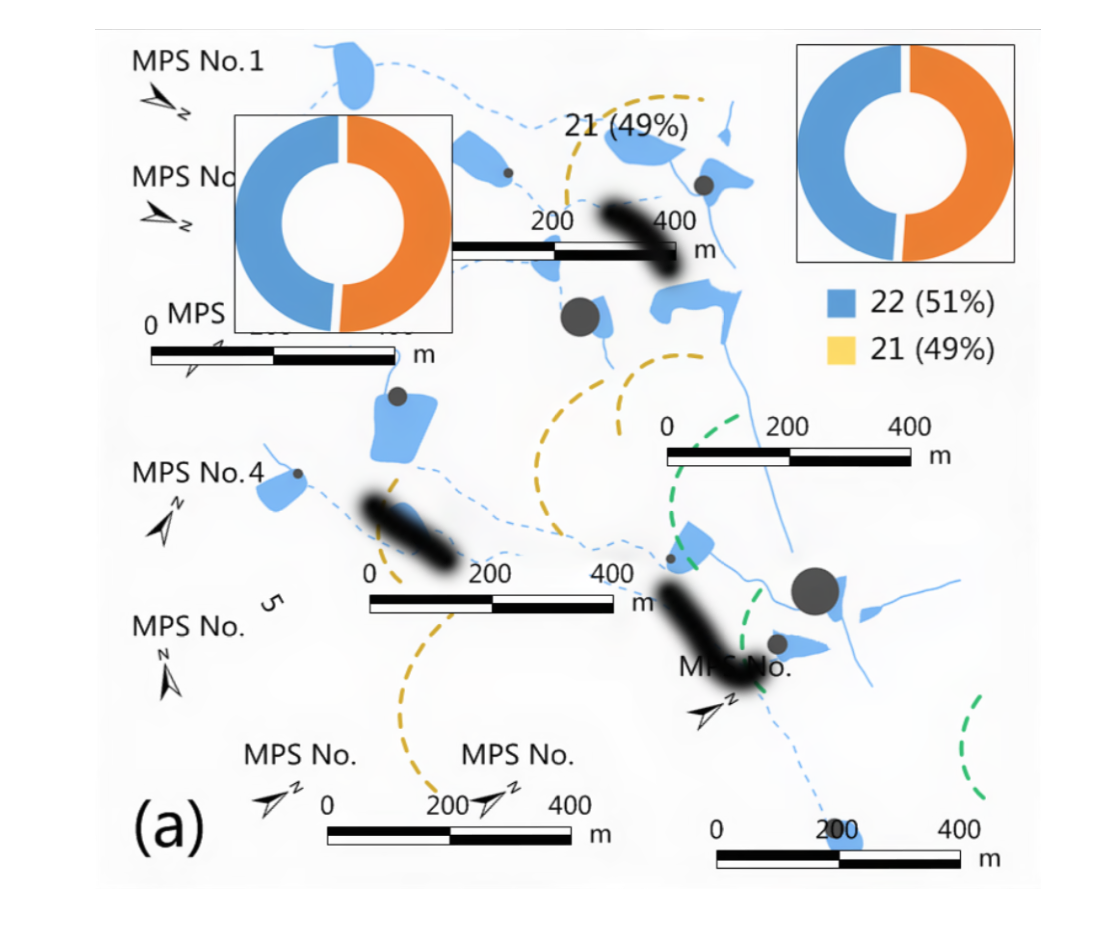 MPS No.1
N
21 (49%)
MPS No
N
200 400
m
22 (51%)
0 MPS
m
21 (49%)
0 200 400
m
MPS No.4
N
0 200 400
m
5
MPS No.
N
MPS No.
N
MPS No.
N
MPS No.
N
0 200 400
m
(a)
0 200 400
m